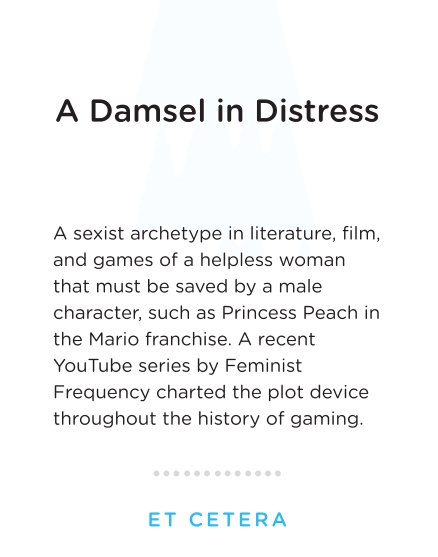 A Damsel in Distress
A sexist archetype in literature, film,
and games of a helpless woman
that must be saved by a male
character, such as Princess Peach in
the Mario franchise. A recent
YouTube series by Feminist
Frequency charted the plot device
throughout the history of gaming.
ET CETERA